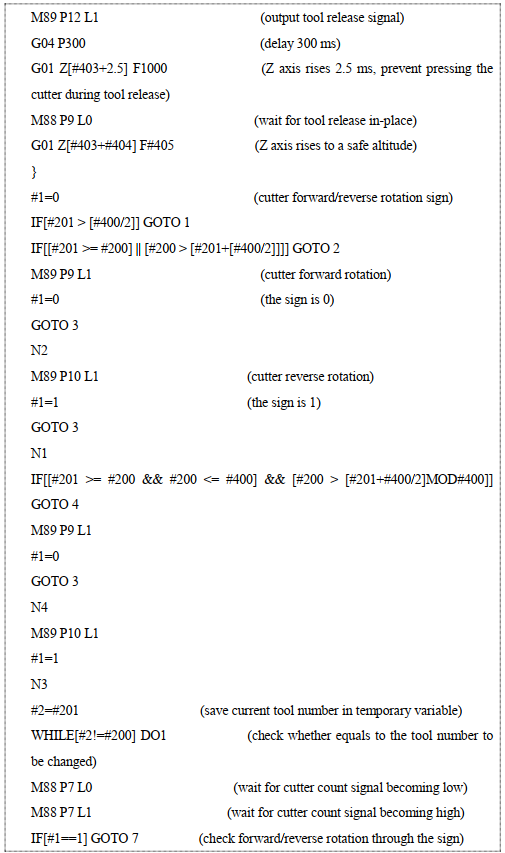 M89 P12 L1 (output tool release signal)
G04 P300 (delay 300 ms)
G01 Z[#403+2.5] F1000 (Z axis rises 2.5 ms, prevent pressing the
cutter during tool release)
M88 P9 L0 (wait for tool release in-place)
G01 Z[#403+#404] F#405 (Z axis rises to a safe altitude)
}
#1=0 (cutter forward/reverse rotation sign)
IF[#201 > [#400/2]] GOTO 1
IF[[#201 >= #200] || [#200 > [#201+[#400/2]]]] GOTO 2
M89 P9 L1 (cutter forward rotation)
#1=0 (the sign is 0)
GOTO 3
N2
M89 P10 L1 (cutter reverse rotation)
#1=1 (the sign is 1)
GOTO 3
N1
IF[[#201 >= #200 && #200 <= #400] && [#200 > [#201+#400/2]MOD#400]]
GOTO 4
M89 P9 L1
#1=0
GOTO 3
N4
M89 P10 L1
#1=1
N3
#2=#201 (save current tool number in temporary variable)
WHILE[#2!=#200] DO1 (check whether equals to the tool number to
be changed)
M88 P7 L0 (wait for cutter count signal becoming low)
M88 P7 L1 (wait for cutter count signal becoming high)
IF[#1==1] GOTO 7 (check forward/reverse rotation through the sign)